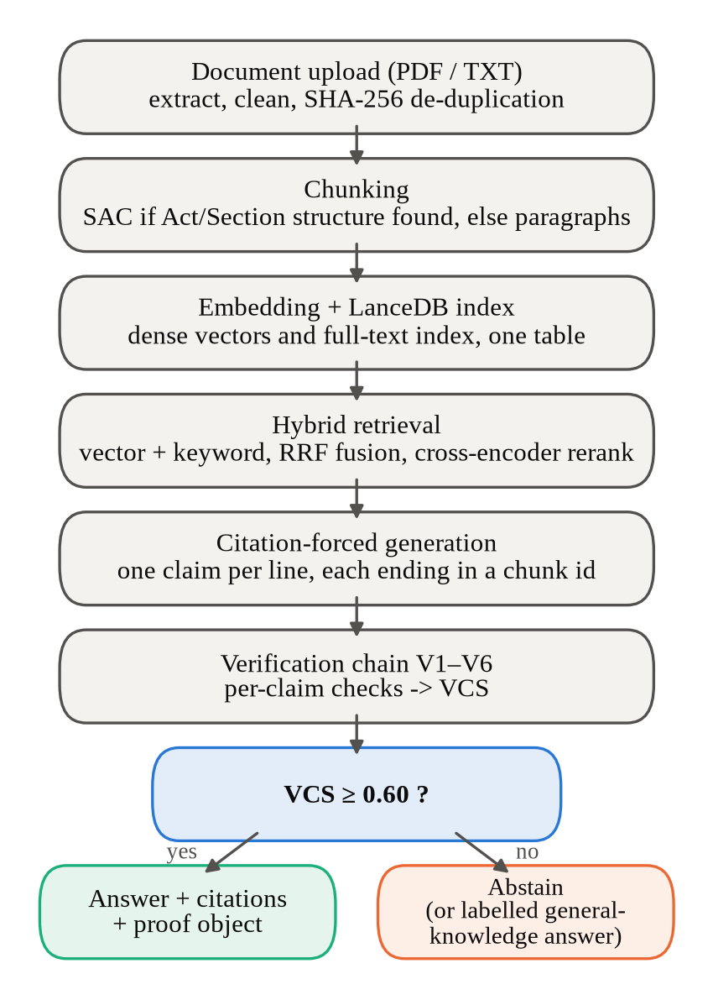 Document upload (PDF / TXT)
extract, clean, SHA-256 de-duplication
Chunking
SAC if Act/Section structure found, else paragraphs
Embedding + LanceDB index
dense vectors and full-text index, one table
Hybrid retrieval
vector + keyword, RRF fusion, cross-encoder rerank
Citation-forced generation
one claim per line, each ending in a chunk id
Verification chain V1–V6
per-claim checks -> VCS
VCS ≥ 0.60 ?
yes
no
Answer + citations
+ proof object
Abstain
(or labelled general-
knowledge answer)